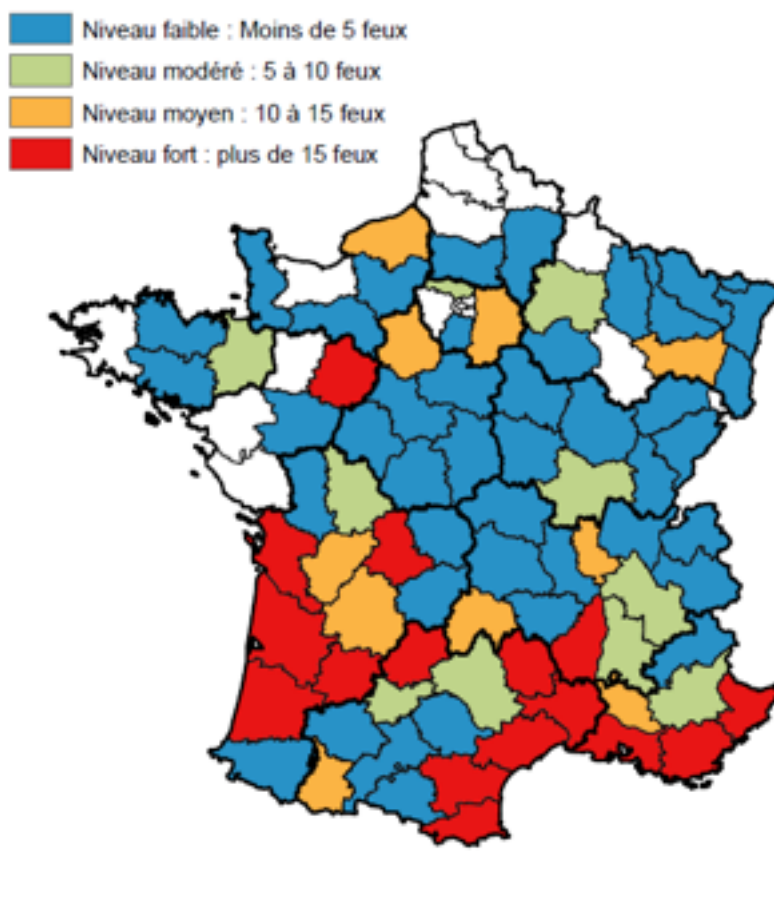 Niveau faible : Moins de 5 feux
Niveau modéré : 5 à 10 feux
Niveau moyen : 10 à 15 feux
Niveau fort : plus de 15 feux